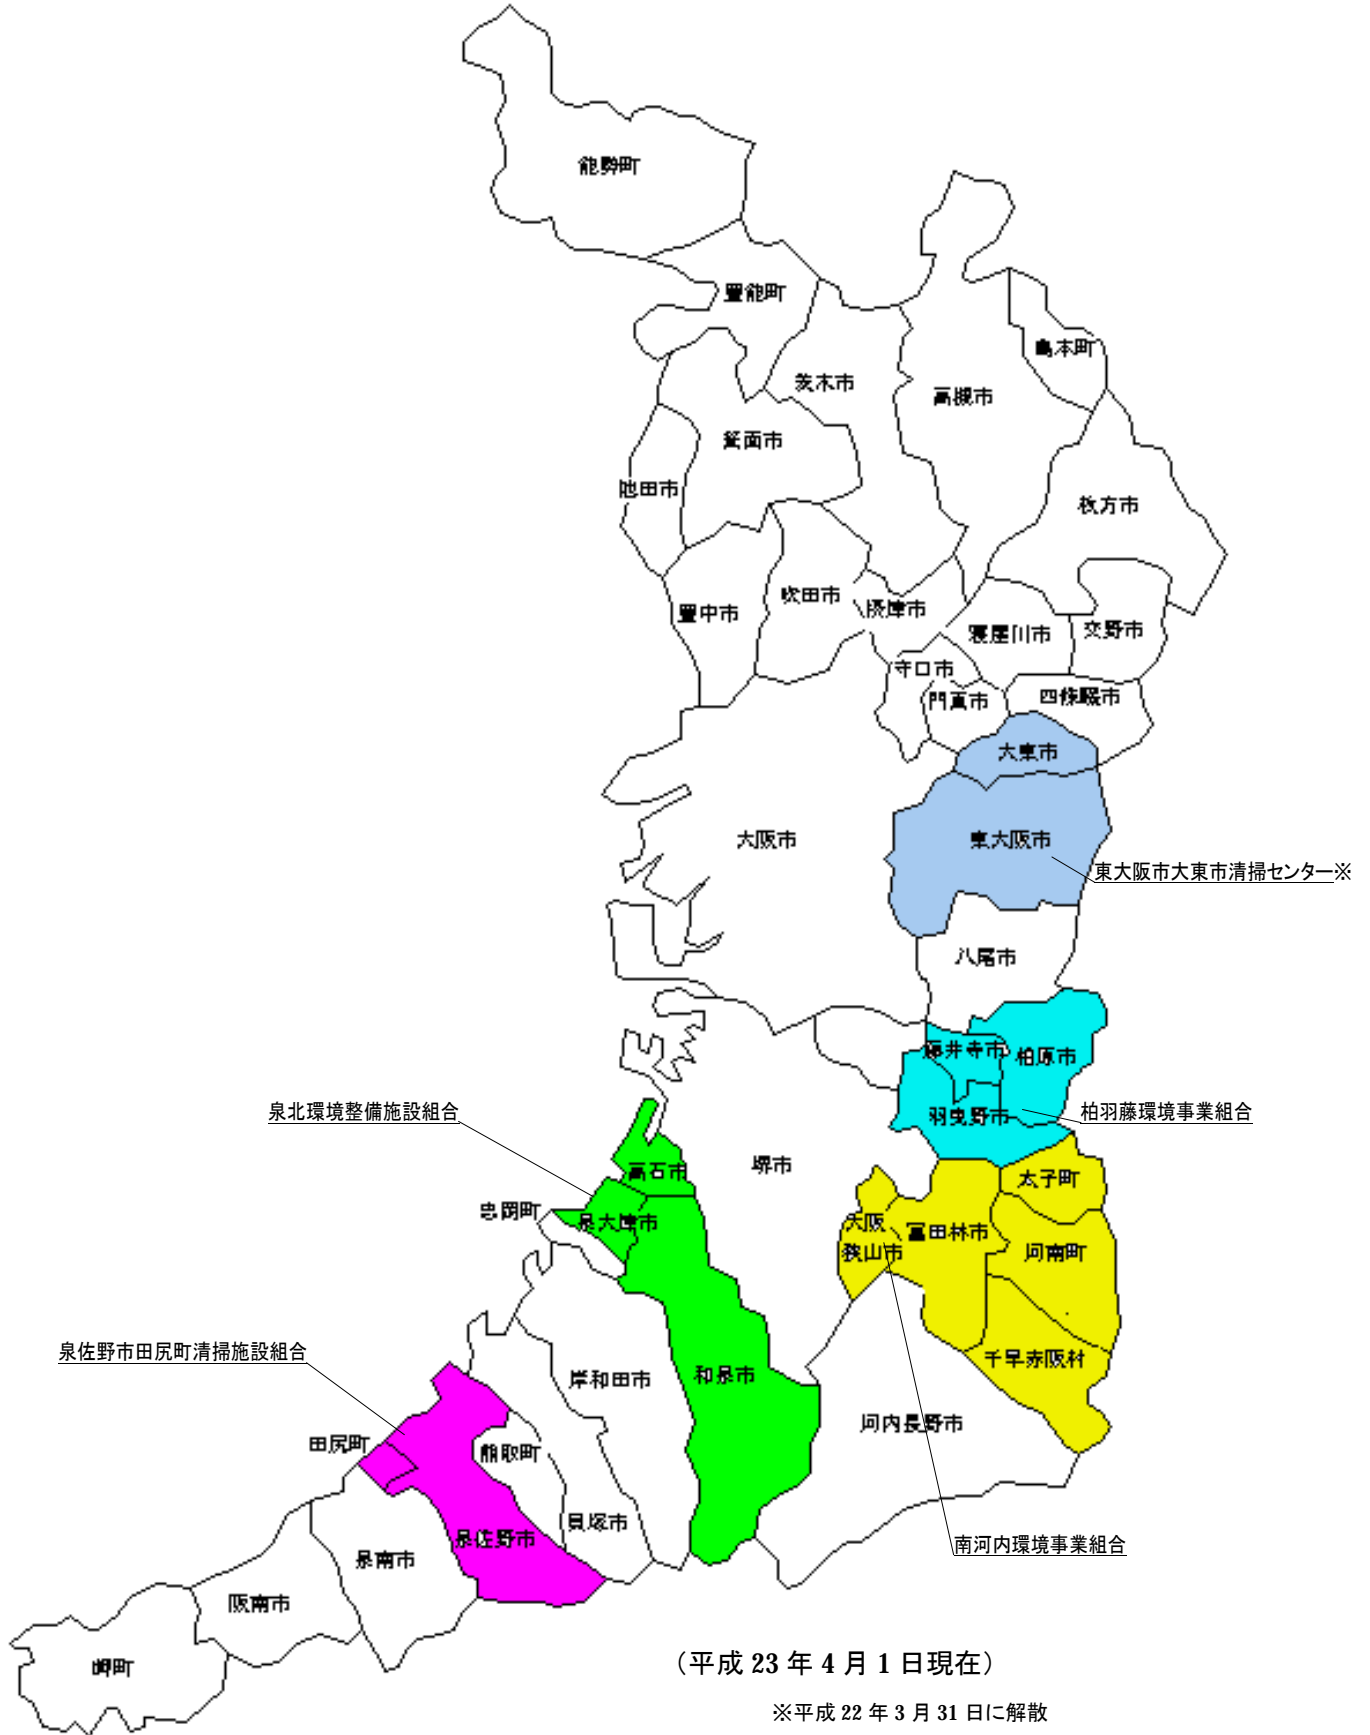 能勢町
豊能町
島本町
茨木市
高槻市
箕面市
池田市
枚方市
吹田市
摂津市
豊中市
寝屋川市
交野市
守口市
門真市
四條畷市
大東市
大阪市
東大阪市
東大阪市大東市清掃センター※
八尾市
藤井寺市
柏原市
泉北環境整備施設組合
羽曳野市
柏羽藤環境事業組合
堺市
高石市
太子町
忠岡町
泉大津市
大阪
狭山市
富田林市
河南町
泉佐野市田尻町清掃施設組合
岸和田市
和泉市
千早赤阪村
河内長野市
田尻町
熊取町
貝塚市
泉佐野市
南河内環境事業組合
泉南市
阪南市
岬町
（平成 23 年 4 月 1 日現在）
※平成 22 年 3 月 31 日に解散